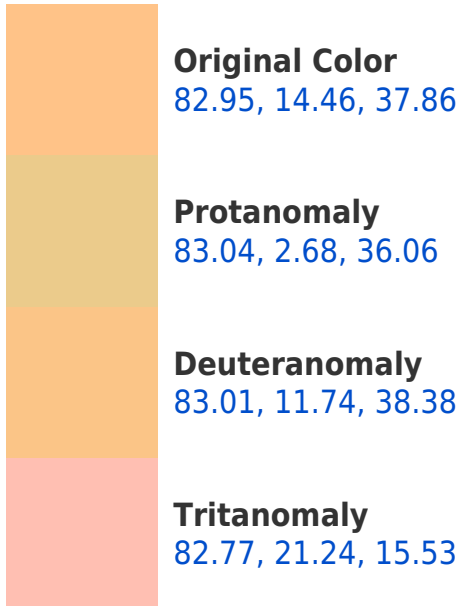 Original Color
82.95, 14.46, 37.86
Protanomaly
83.04, 2.68, 36.06
Deuteranomaly
83.01, 11.74, 38.38
Tritanomaly
82.77, 21.24, 15.53